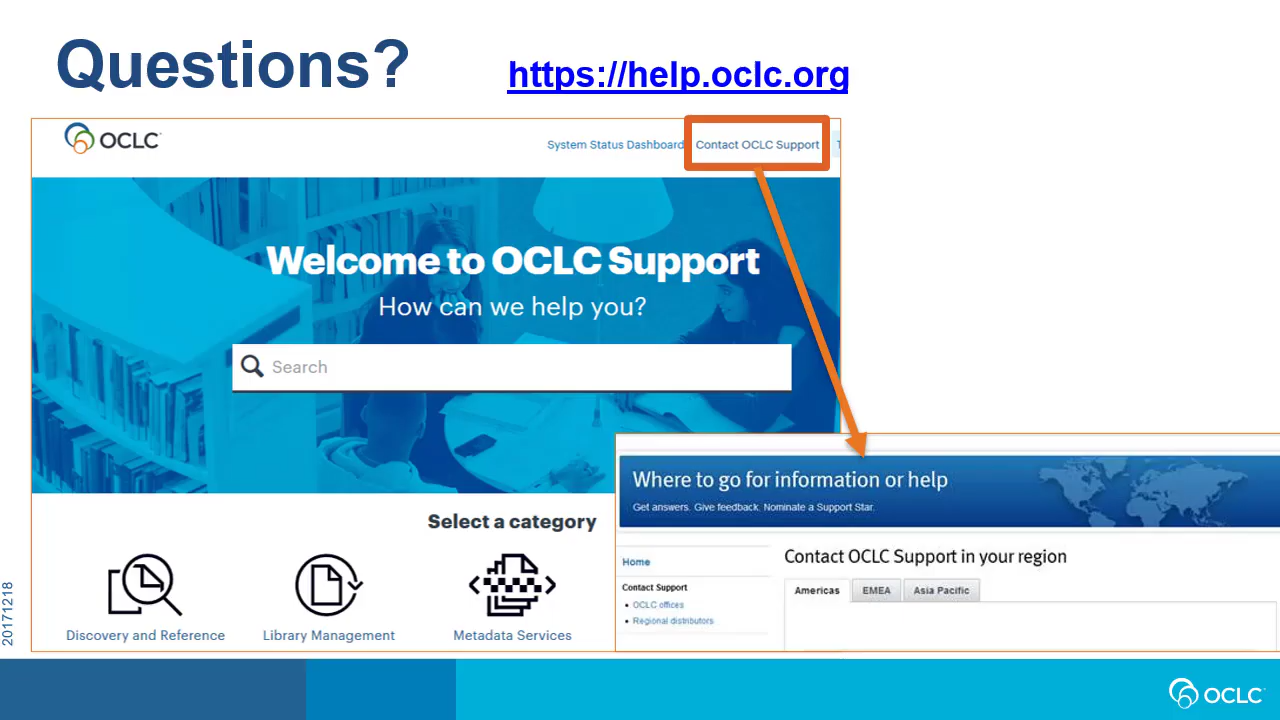 Questions?
https://help.oclc.org
OCLC
System Status Dashboard
Contact OCLC Support
Welcome to OCLC Support
How can we help you?
Search
Select a category
Discovery and Reference
Library Management
Metadata Services
Where to go for information or help
Get answers. Give feedback. Nominate a Support Star.
Home
Contact Support
• OCLC offices
• Regional distributors
Contact OCLC Support in your region
Americas
EMEA
Asia Pacific
20171218
OCLC